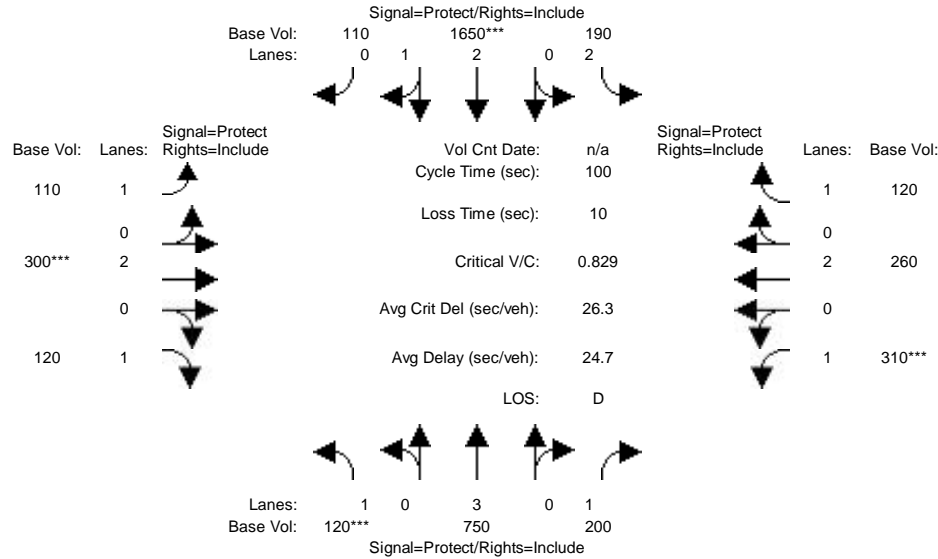 Signal=Protect/Rights=Include
Base Vol: 110 1650*** 190
Lanes: 0 1 2 0 2
Signal=Protect
Rights=Include
Base Vol: Lanes:
Vol Cnt Date: n/a
Signal=Protect
Rights=Include
Lanes: Base Vol:
Cycle Time (sec): 100
110 1
1 120
Loss Time (sec): 10
0
0
300*** 2
Critical V/C: 0.829
2 260
0
Avg Crit Del (sec/veh): 26.3
0
120 1
Avg Delay (sec/veh): 24.7
1 310***
LOS: D
Lanes: 1 0 3 0 1
Base Vol: 120*** 750 200
Signal=Protect/Rights=Include